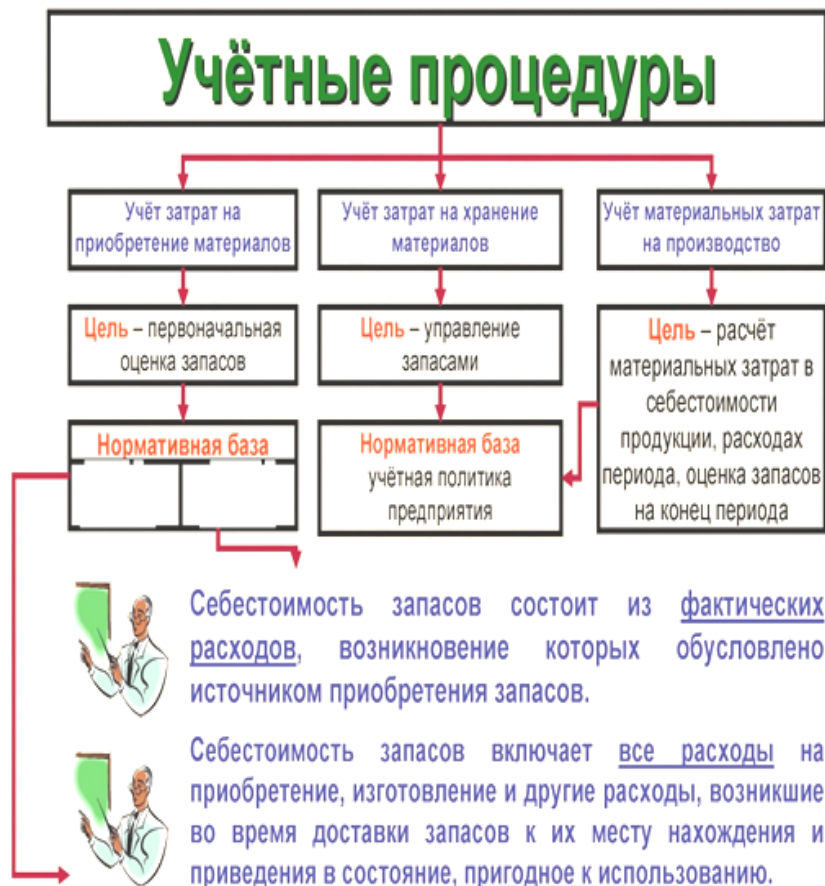 Учётные процедуры
Учёт затрат на
приобретение материалов
Учёт затрат на хранение
материалов
Учёт материальных затрат
на производство
Цель – первоначальная
оценка запасов
Цель – управление
запасами
Цель – расчёт
материальных затрат в
себестоимости
продукции, расходах
периода, оценка запасов
на конец периода
Нормативная база
Нормативная база
учётная политика
предприятия
Себестоимость запасов состоит из фактических
расходов, возникновение которых обусловлено
источником приобретения запасов.
Себестоимость запасов включает все расходы на
приобретение, изготовление и другие расходы, возникшие
во время доставки запасов к их месту нахождения и
приведения в состояние, пригодное к использованию.